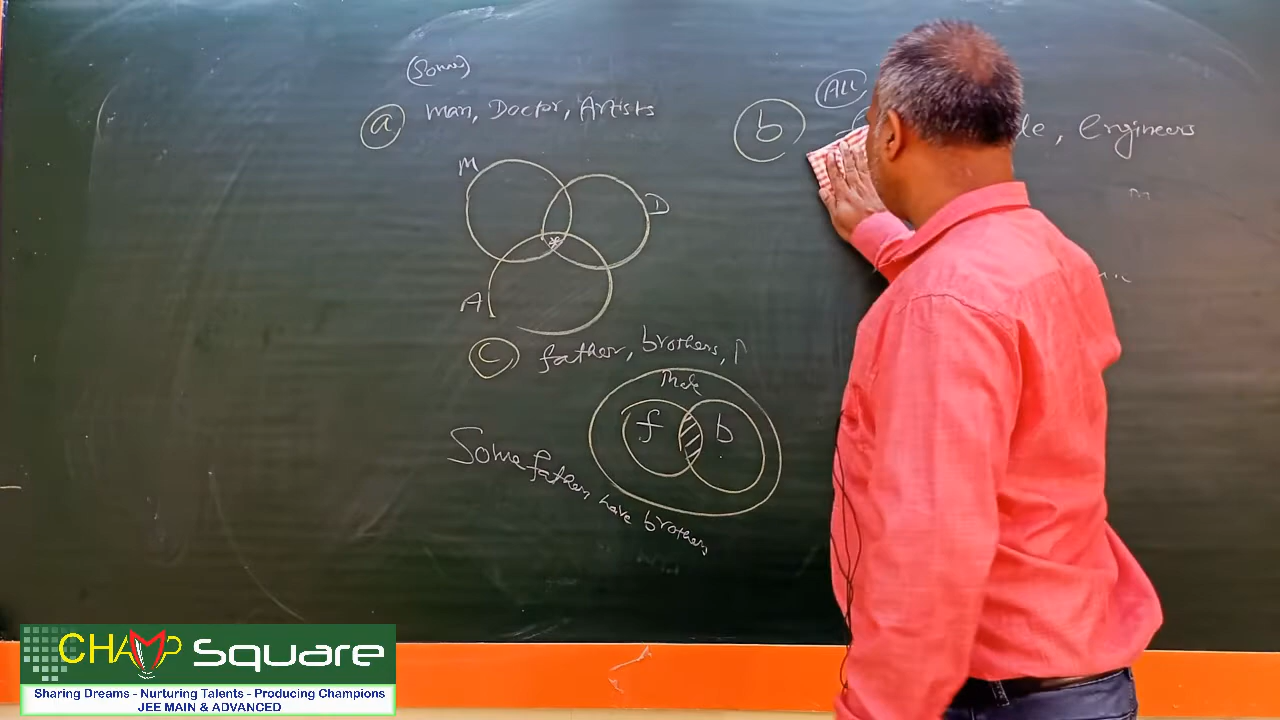 (Some)
a man, Doctor, Artists
M
D
A
c father, brothers,
Male
f b
Some fathers have brothers
All
b , Engineers
m
CHAMP Square
Sharing Dreams - Nurturing Talents - Producing Champions
JEE MAIN & ADVANCED